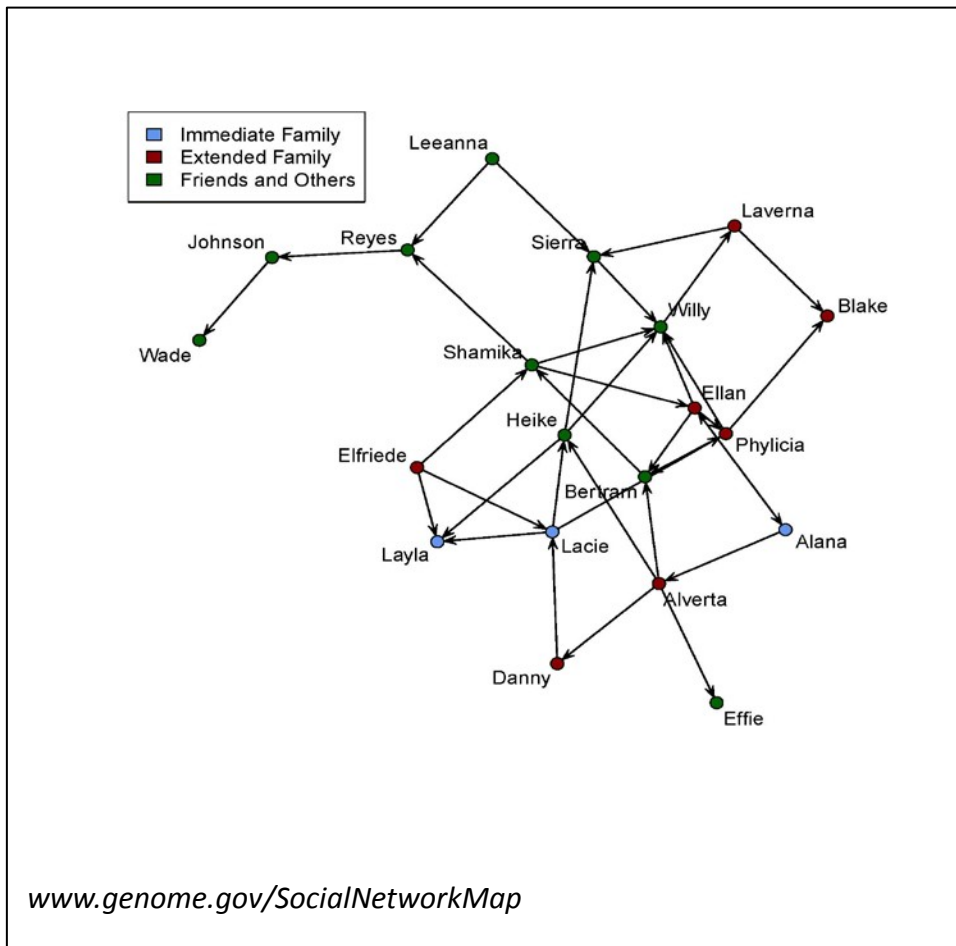 Immediate Family
Extended Family
Friends and Others
Leeanna
Laverna
Johnson
Reyes
Sierra
Blake
Willy
Wade
Shamika
Ellan
Heike
Phylicia
Elfriede
Bertram
Layla
Lacie
Alana
Alverta
Danny
Effie
www.genome.gov/SocialNetworkMap